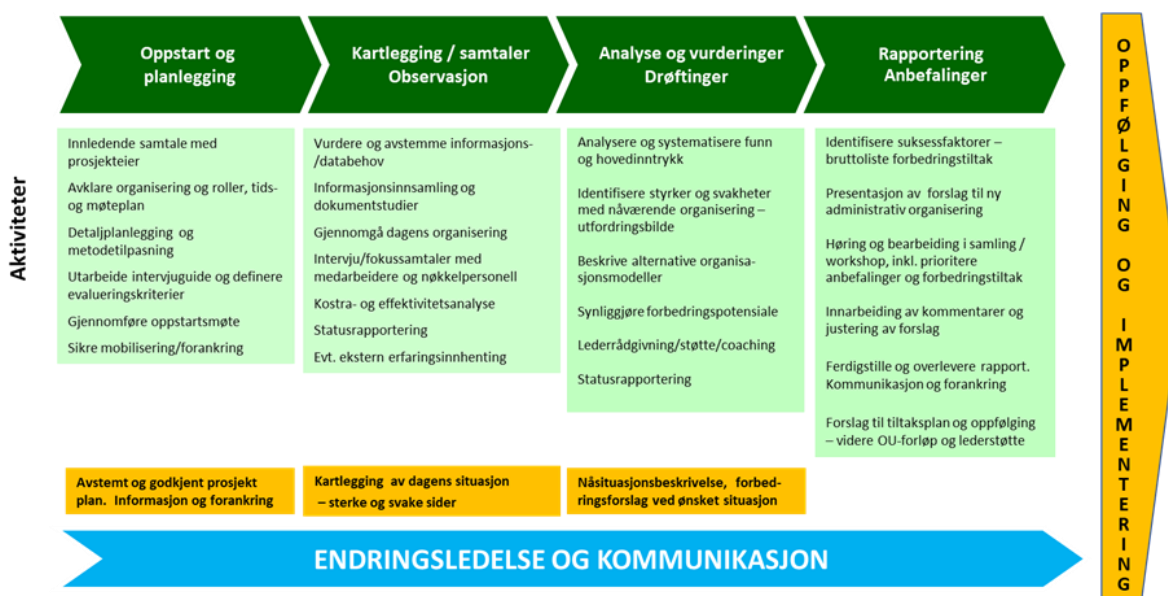 Oppstart og
planlegging
Kartlegging / samtaler
Observasjon
Analyse og vurderinger
Drøftinger
Rapportering
Anbefalinger
Aktiviteter
Innledende samtale med
prosjekteier
Avklare organisering og roller, tids-
og møteplan
Detaljplanlegging og
metodetilpasning
Utarbeide intervjuguide og definere
evalueringskriterier
Gjennomføre oppstartsmøte
Sikre mobilisering/forankring
Vurdere og avstemme informasjons-
/databehov
Informasjonsinnsamling og
dokumentstudier
Gjennomgå dagens organisering
Intervju/fokussamtaler med
medarbeidere og nøkkelpersonell
Kostra- og effektivitetsanalyse
Statusrapportering
Evt. ekstern erfaringsinnhenting
Analysere og systematisere funn
og hovedinntrykk
Identifisere styrker og svakheter
med nåværende organisering –
utfordringsbilde
Beskrive alternative organisa-
sjonsmodeller
Synliggjøre forbedringspotensiale
Lederrådgivning/støtte/coaching
Statusrapportering
Identifisere suksessfaktorer –
bruttoliste forbedringstiltak
Presentasjon av forslag til ny
administrativ organisering
Høring og bearbeiding i samling /
workshop, inkl. prioritere
anbefalinger og forbedringstiltak
Innarbeiding av kommentarer og
justering av forslag
Ferdigstille og overlevere rapport.
Kommunikasjon og forankring
Forslag til tiltaksplan og oppfølging
– videre OU-forløp og lederstøtte
Avstemt og godkjent prosjekt
plan. Informasjon og forankring
Kartlegging av dagens situasjon
– sterke og svake sider
Nåsituasjonsbeskrivelse, forbed-
ringsforslag ved ønsket situasjon
ENDRINGSLEDELSE OG KOMMUNIKASJON
OPPFØLGING OG IMPLEMENTERING